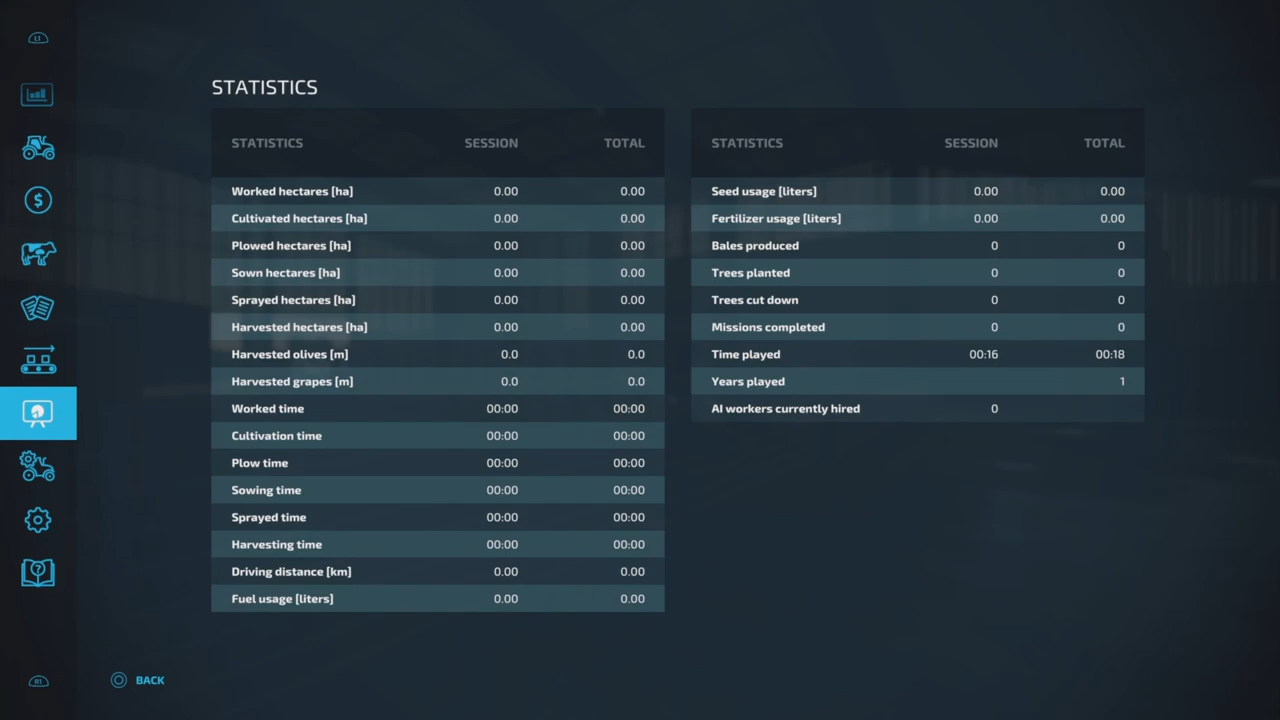 L1
STATISTICS
STATISTICS SESSION TOTAL
Worked hectares [ha] 0.00 0.00
Cultivated hectares [ha] 0.00 0.00
Plowed hectares [ha] 0.00 0.00
Sown hectares [ha] 0.00 0.00
Sprayed hectares [ha] 0.00 0.00
Harvested hectares [ha] 0.00 0.00
Harvested olives [m] 0.0 0.0
Harvested grapes [m] 0.0 0.0
Worked time 00:00 00:00
Cultivation time 00:00 00:00
Plow time 00:00 00:00
Sowing time 00:00 00:00
Sprayed time 00:00 00:00
Harvesting time 00:00 00:00
Driving distance [km] 0.00 0.00
Fuel usage [liters] 0.00 0.00
STATISTICS SESSION TOTAL
Seed usage [liters] 0.00 0.00
Fertilizer usage [liters] 0.00 0.00
Bales produced 0 0
Trees planted 0 0
Trees cut down 0 0
Missions completed 0 0
Time played 00:16 00:18
Years played 1
AI workers currently hired 0
R1
BACK